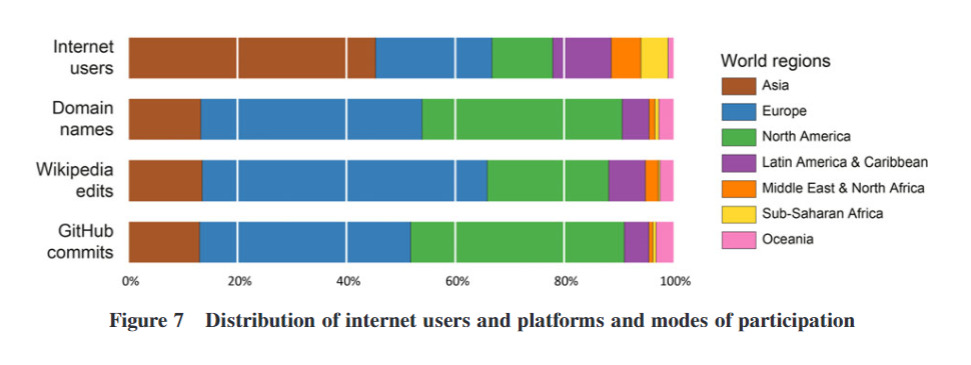 Internet
users
Domain
names
Wikipedia
edits
GitHub
commits
0%
20%
40%
60%
80%
100%
World regions
Asia
Europe
North America
Latin America & Caribbean
Middle East & North Africa
Sub-Saharan Africa
Oceania
Figure 7 Distribution of internet users and platforms and modes of participation